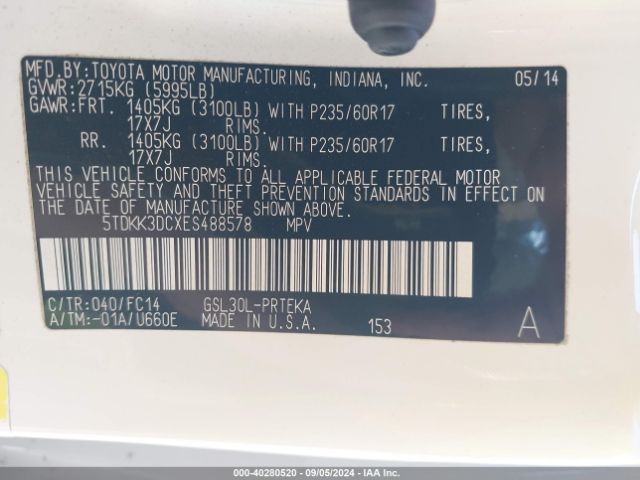 MFD.BY:TOYOTA MOTOR MANUFACTURING, INDIANA, INC. 05/14
GVWR:2715KG (5995LB)
GAWR:FRT. 1405KG (3100LB) WITH P235/60R17 TIRES,
17X7J RIMS.
RR. 1405KG (3100LB) WITH P235/60R17 TIRES,
17X7J RIMS.
THIS VEHICLE CONFORMS TO ALL APPLICABLE FEDERAL MOTOR
VEHICLE SAFETY AND THEFT PREVENTION STANDARDS IN EFFECT ON
THE DATE OF MANUFACTURE SHOWN ABOVE.
5TDKK3DCXES488578 MPV
C/TR:040/FC14 GSL30L-PRTEKA
A/TM:-01A/U660E MADE IN U.S.A. 153 A
000-40280520 • 09/05/2024 • IAA Inc.